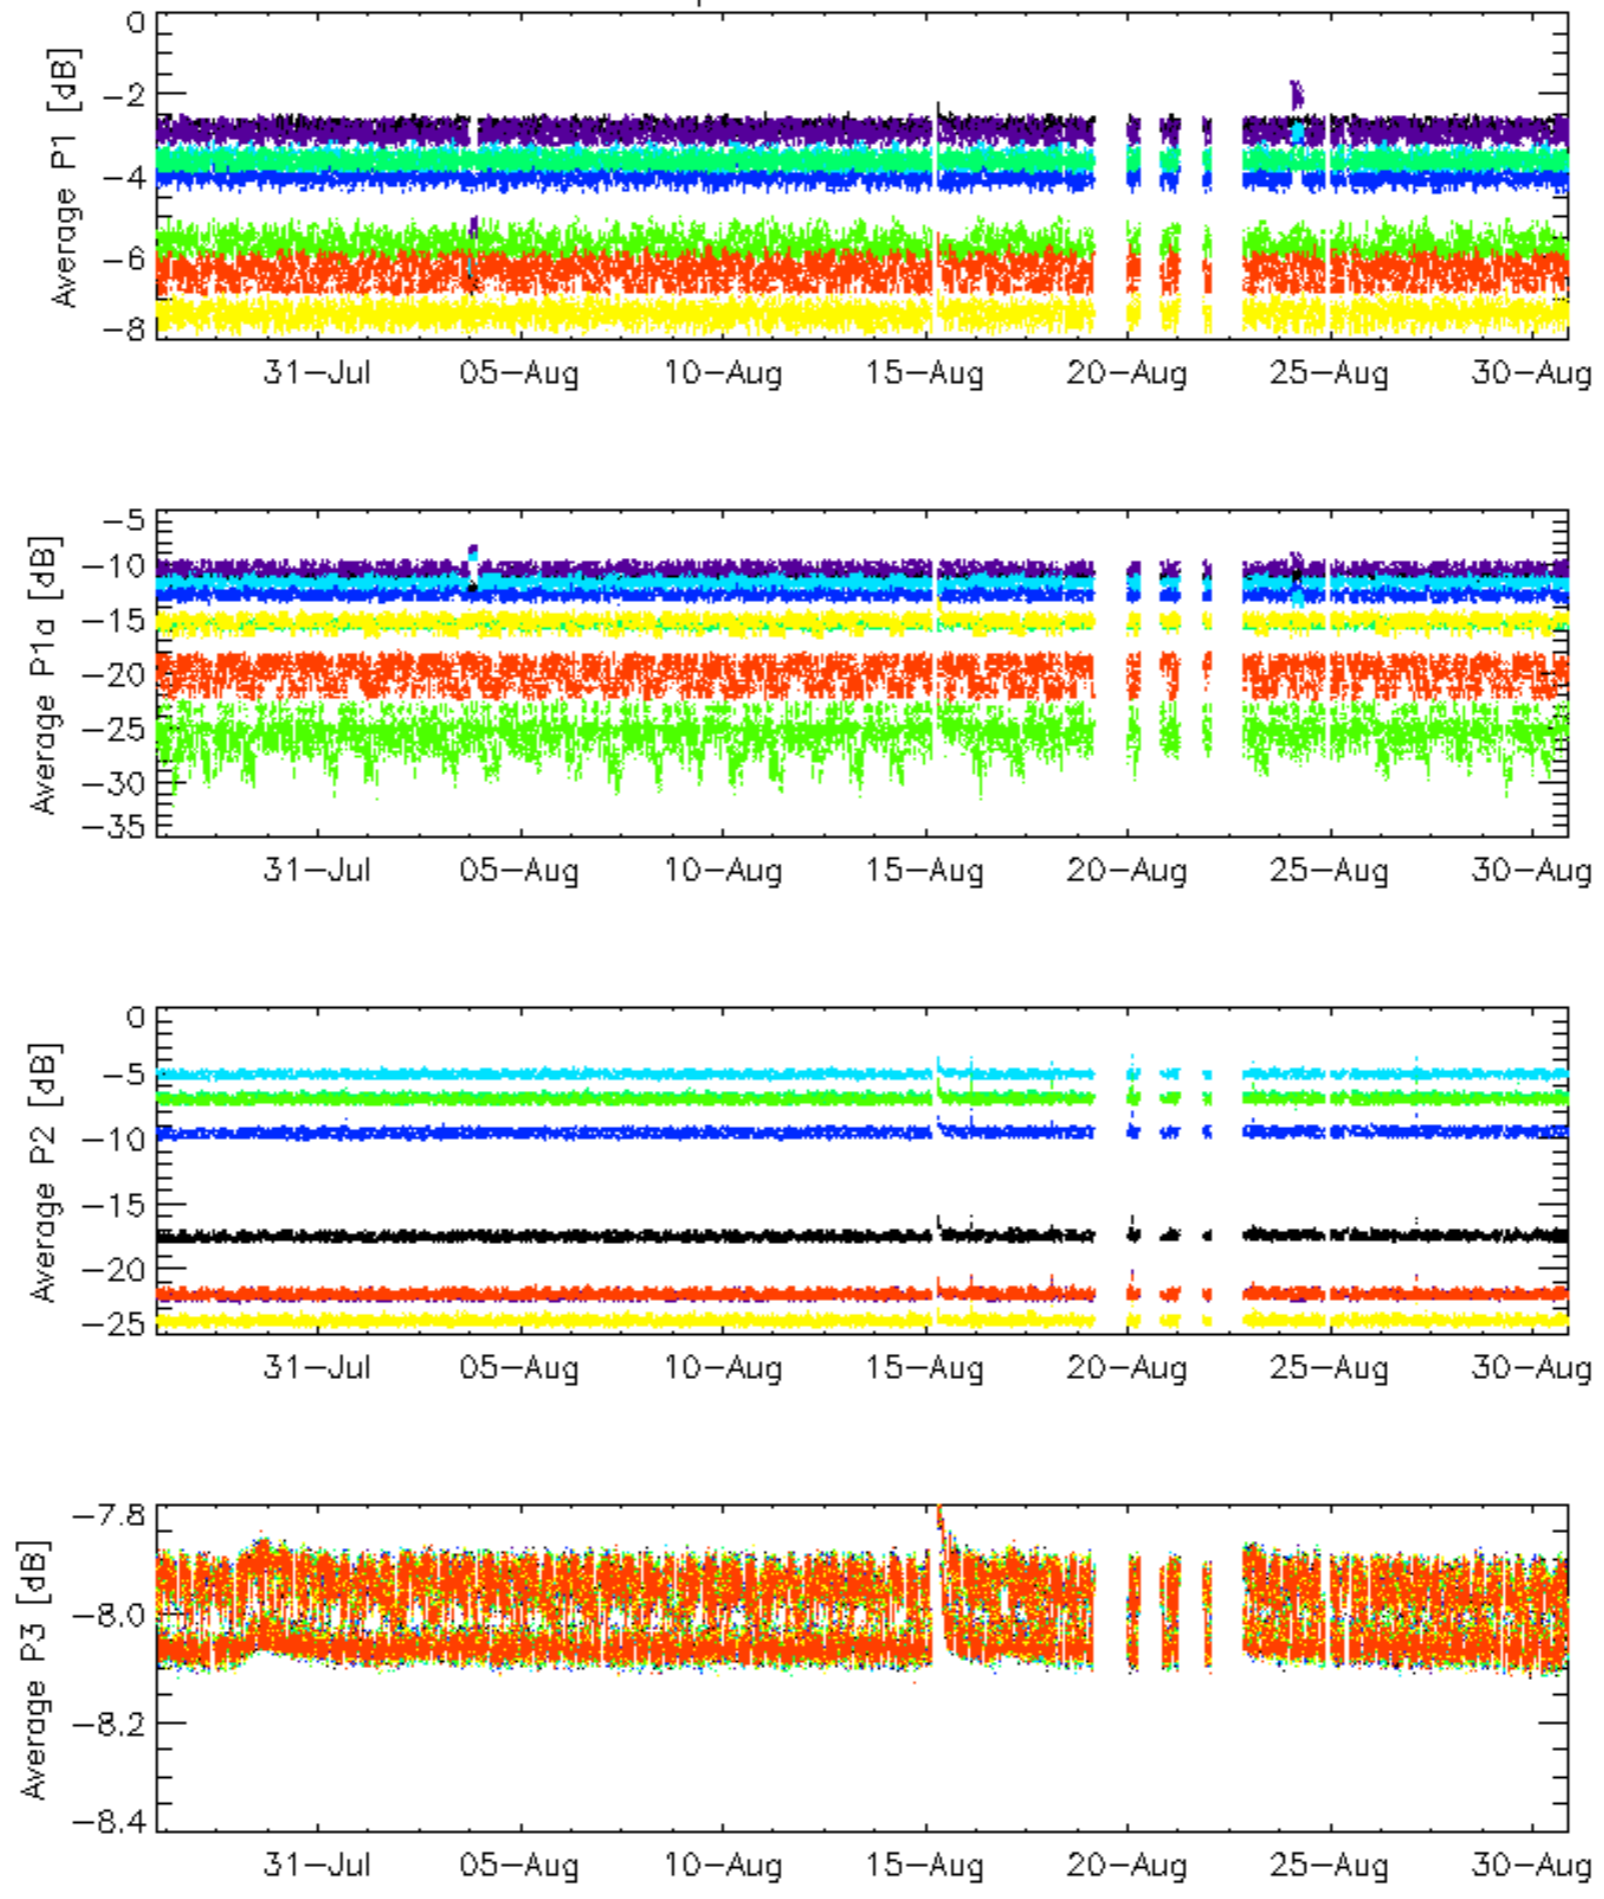 Average P1 [dB]
0
−2
−4
−6
−8
31−Jul 05−Aug 10−Aug 15−Aug 20−Aug 25−Aug 30−Aug
Average P1a [dB]
−5
−10
−15
−20
−25
−30
−35
31−Jul 05−Aug 10−Aug 15−Aug 20−Aug 25−Aug 30−Aug
Average P2 [dB]
0
−5
−10
−15
−20
−25
31−Jul 05−Aug 10−Aug 15−Aug 20−Aug 25−Aug 30−Aug
Average P3 [dB]
−7.8
−8.0
−8.2
−8.4
31−Jul 05−Aug 10−Aug 15−Aug 20−Aug 25−Aug 30−Aug